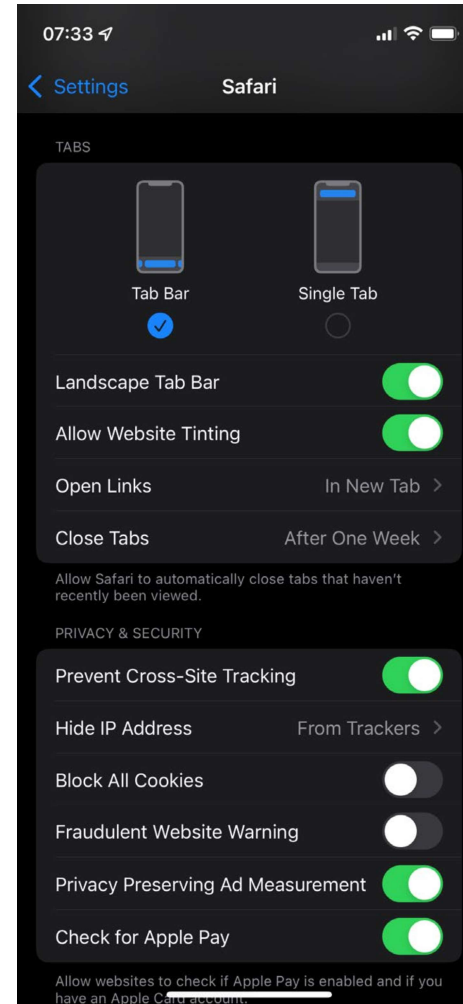 07:33
Settings
Safari
TABS
Tab Bar
Single Tab
Landscape Tab Bar
Allow Website Tinting
Open Links
In New Tab
Close Tabs
After One Week
Allow Safari to automatically close tabs that haven't
recently been viewed.
PRIVACY & SECURITY
Prevent Cross-Site Tracking
Hide IP Address
From Trackers
Block All Cookies
Fraudulent Website Warning
Privacy Preserving Ad Measurement
Check for Apple Pay
Allow websites to check if Apple Pay is enabled and if you
have an Apple Card account.